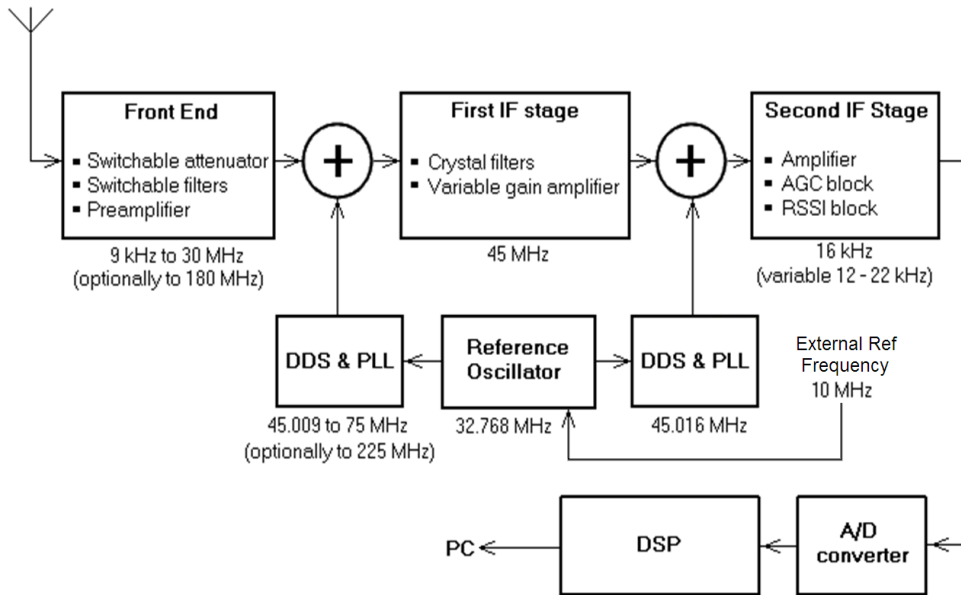 Front End
▪ Switchable attenuator
▪ Switchable filters
▪ Preamplifier
9 kHz to 30 MHz
(optionally to 180 MHz)
+
First IF stage
▪ Crystal filters
▪ Variable gain amplifier
45 MHz
+
Second IF Stage
▪ Amplifier
▪ AGC block
▪ RSSI block
16 kHz
(variable 12 - 22 kHz)
DDS & PLL
45.009 to 75 MHz
(optionally to 225 MHz)
Reference
Oscillator
32.768 MHz
DDS & PLL
45.016 MHz
External Ref
Frequency
10 MHz
PC
DSP
A/D
converter